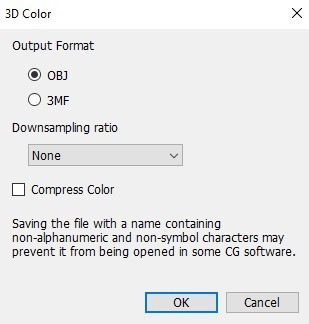 3D Color
Output Format
OBJ
3MF
Downsampling ratio
None
Compress Color
Saving the file with a name containing
non-alphanumeric and non-symbol characters may
prevent it from being opened in some CG software.
OK
Cancel